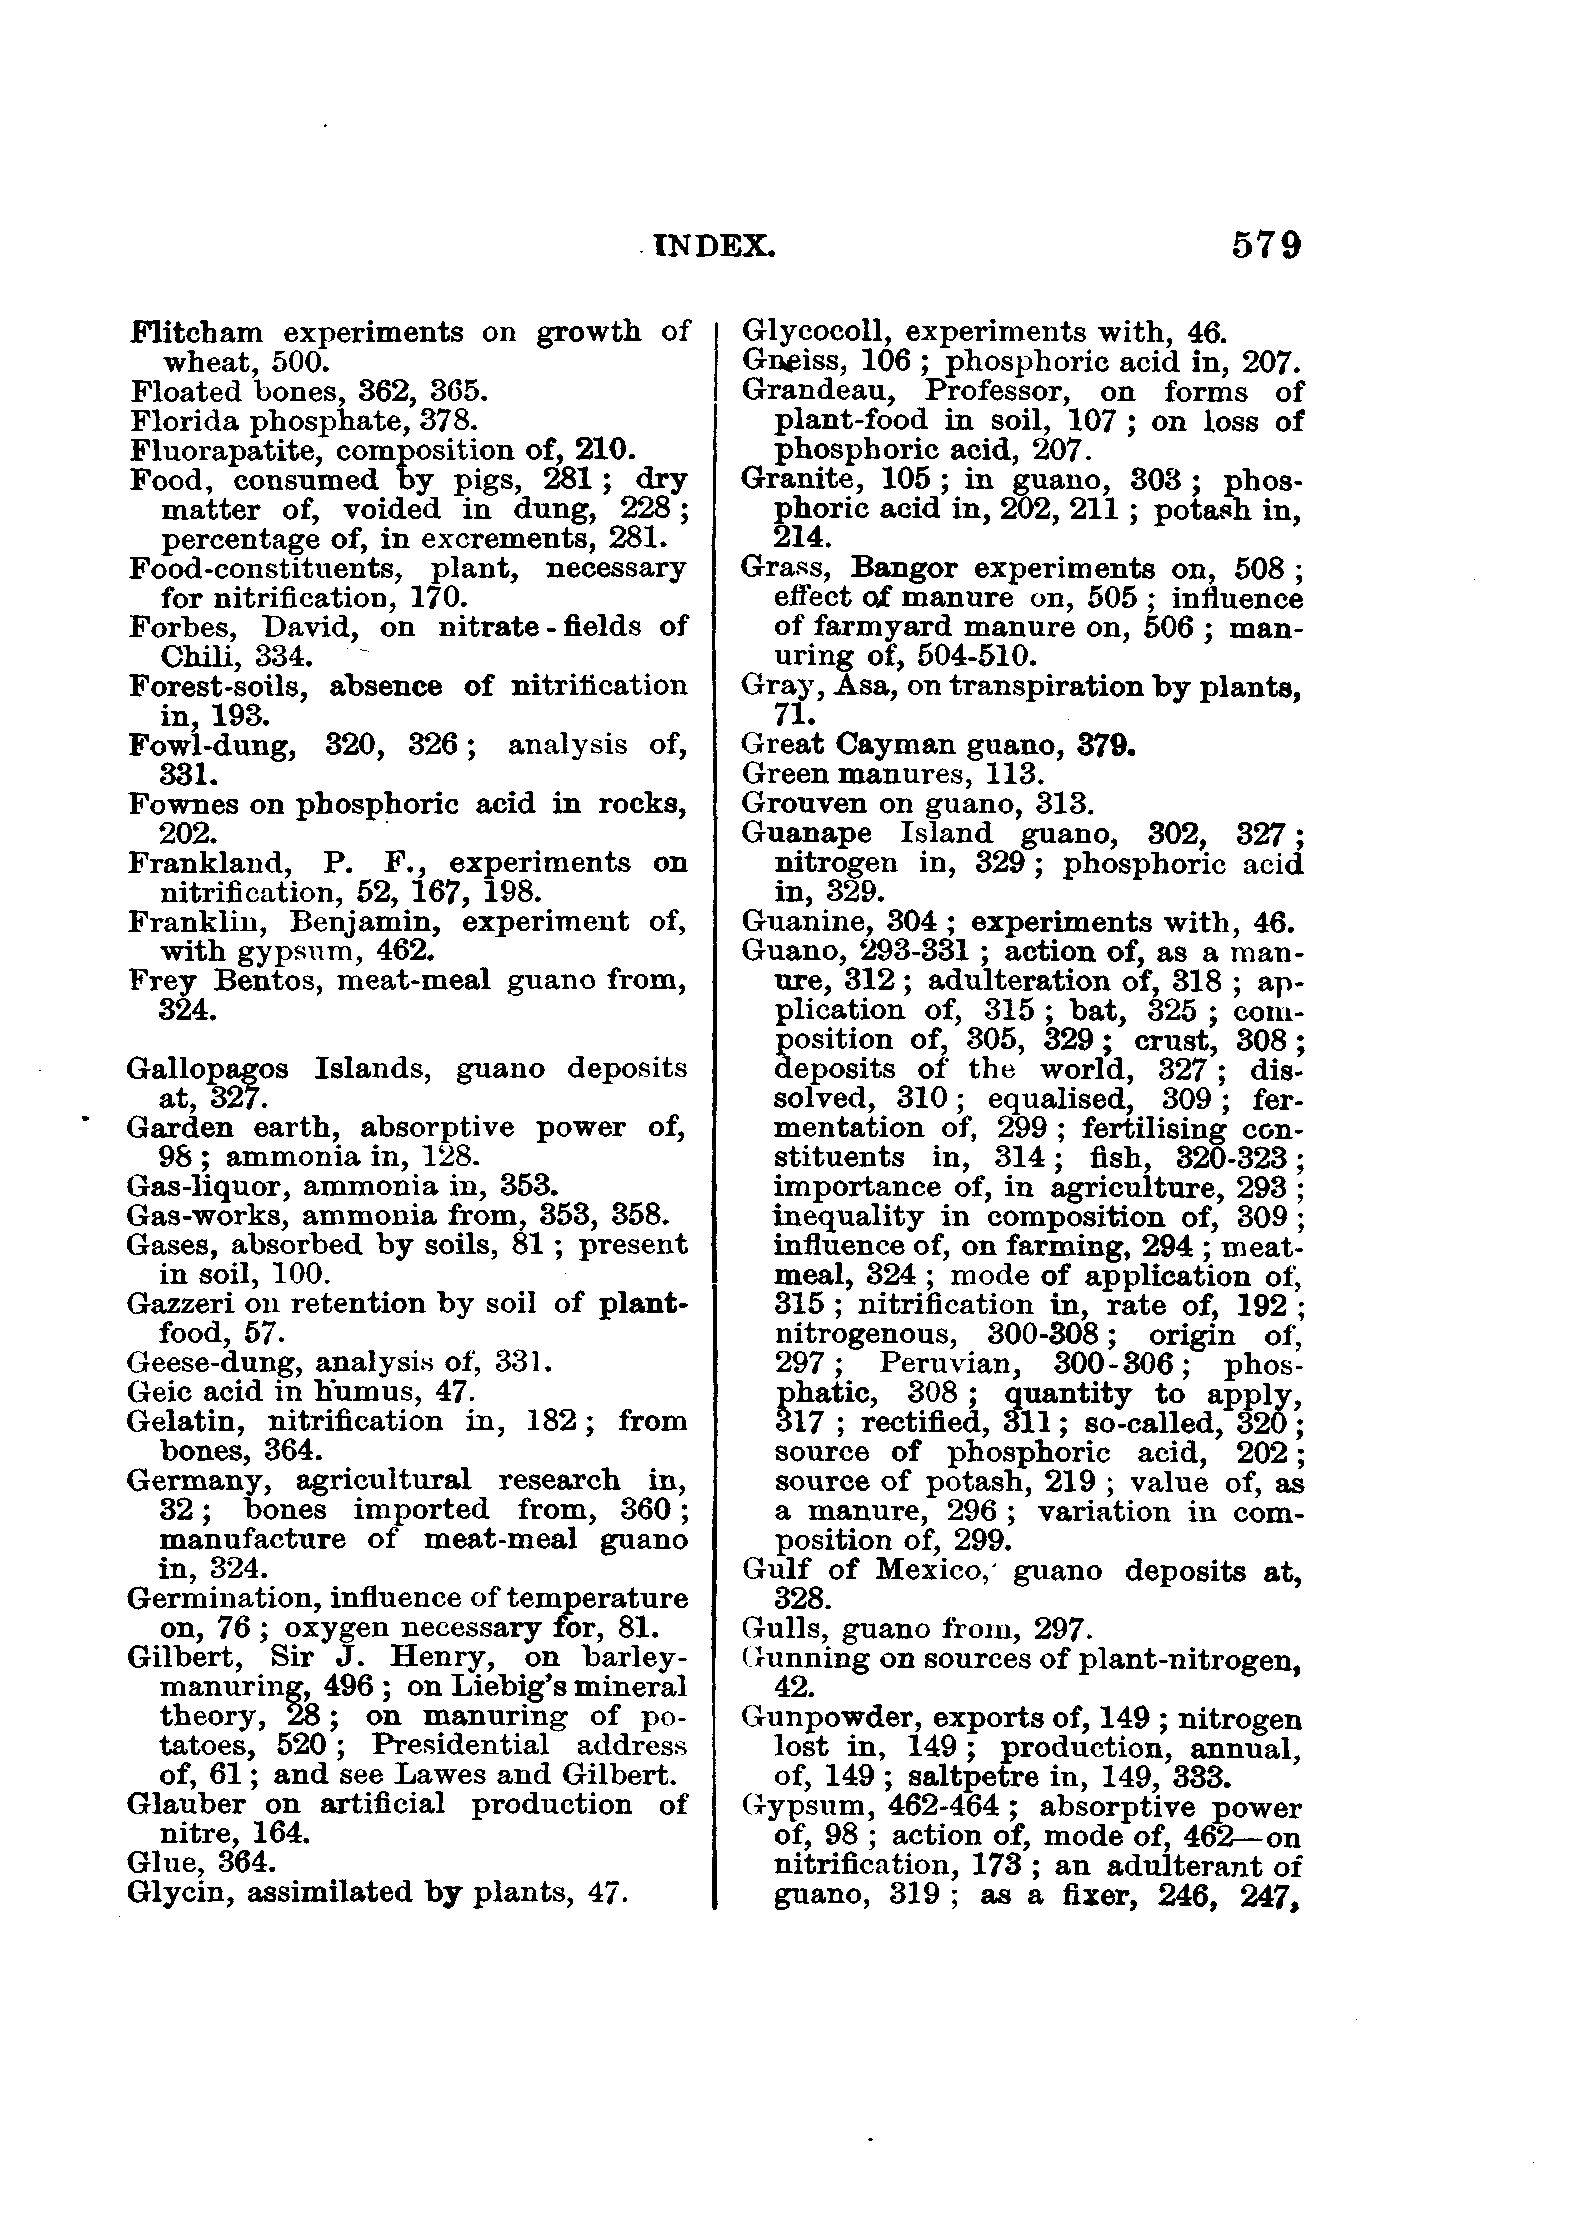 INDEX. 579
Flitcham experiments on growth of
wheat, 500.
Floated bones, 362, 365.
Florida phosphate, 378.
Fluorapatite, composition of, 210.
Food, consumed by pigs, 281 ; dry
matter of, voided in dung, 228 ;
percentage of, in excrements, 281.
Food-constituents, plant, necessary
for nitrification, 170.
Forbes, David, on nitrate-fields of
Chili, 334.
Forest-soils, absence of nitrification
in, 193.
Fowl-dung, 320, 326 ; analysis of,
331.
Fownes on phosphoric acid in rocks,
202.
Frankland, P. F., experiments on
nitrification, 52, 167, 198.
Franklin, Benjamin, experiment of,
with gypsum, 462.
Frey Bentos, meat-meal guano from,
324.
Gallopagos Islands, guano deposits
at, 327.
Garden earth, absorptive power of,
98 ; ammonia in, 128.
Gas-liquor, ammonia in, 353.
Gas-works, ammonia from, 353, 358.
Gases, absorbed by soils, 81 ; present
in soil, 100.
Gazzeri on retention by soil of plant-
food, 57.
Geese-dung, analysis of, 331.
Geic acid in humus, 47.
Gelatin, nitrification in, 182 ; from
bones, 364.
Germany, agricultural research in,
32 ; bones imported from, 360 ;
manufacture of meat-meal guano
in, 324.
Germination, influence of temperature
on, 76 ; oxygen necessary for, 81.
Gilbert, Sir J. Henry, on barley-
manuring, 496 ; on Liebig's mineral
theory, 28 ; on manuring of po-
tatoes, 520 ; Presidential address
of, 61 ; and see Lawes and Gilbert.
Glauber on artificial production of
nitre, 164.
Glue, 364.
Glycin, assimilated by plants, 47.
Glycocoll, experiments with, 46.
Gneiss, 106 ; phosphoric acid in, 207.
Grandeau, Professor, on forms of
plant-food in soil, 107 ; on loss of
phosphoric acid, 207.
Granite, 105 ; in guano, 303 ; phos-
phoric acid in, 202, 211 ; potash in,
214.
Grass, Bangor experiments on, 508 ;
effect of manure on, 505 ; influence
of farmyard manure on, 506 ; man-
uring of, 504-510.
Gray, Asa, on transpiration by plants,
71.
Great Cayman guano, 379.
Green manures, 113.
Grouven on guano, 313.
Guanape Island guano, 302, 327 ;
nitrogen in, 329 ; phosphoric acid
in, 329.
Guanine, 304 ; experiments with, 46.
Guano, 293-331 ; action of, as a man-
ure, 312 ; adulteration of, 318 ; ap-
plication of, 315 ; bat, 325 ; com-
position of, 305, 329 ; crust, 308 ;
deposits of the world, 327 ; dis-
solved, 310 ; equalised, 309 ; fer-
mentation of, 299 ; fertilising con-
stituents in, 314 ; fish, 320-323 ;
importance of, in agriculture, 293 ;
inequality in composition of, 309 ;
influence of, on farming, 294 ; meat-
meal, 324 ; mode of application of,
315 ; nitrification in, rate of, 192 ;
nitrogenous, 300-308 ; origin of,
297 ; Peruvian, 300-306 ; phos-
phatic, 308 ; quantity to apply,
317 ; rectified, 311 ; so-called, 320 ;
source of phosphoric acid, 202 ;
source of potash, 219 ; value of, as
a manure, 296 ; variation in com-
position of, 299.
Gulf of Mexico, guano deposits at,
328.
Gulls, guano from, 297.
Gunning on sources of plant-nitrogen,
42.
Gunpowder, exports of, 149 ; nitrogen
lost in, 149 ; production, annual,
of, 149 ; saltpetre in, 149, 333.
Gypsum, 462-464 ; absorptive power
of, 98 ; action of, mode of, 462—on
nitrification, 173 ; an adulterant of
guano, 319 ; as a fixer, 246, 247,